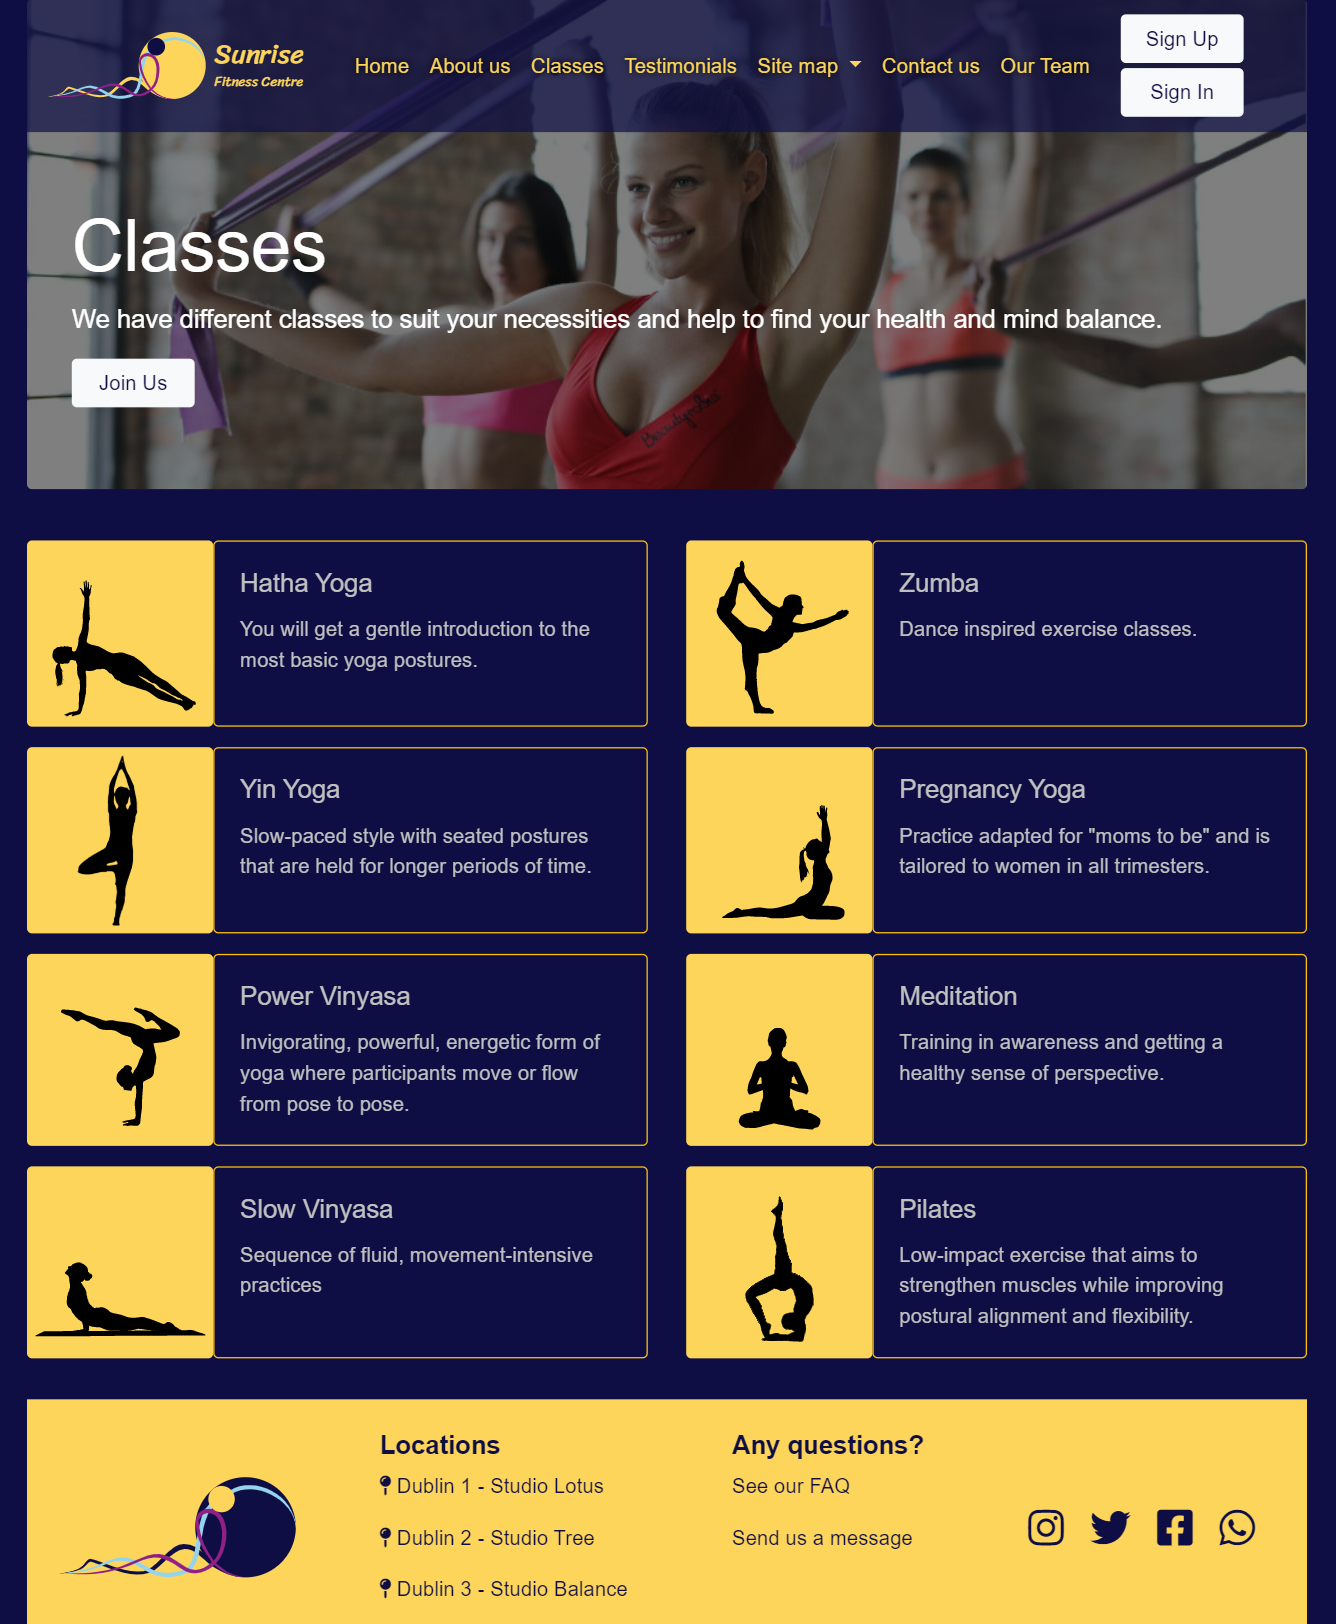 Sunrise
Fitness Centre
Home About us Classes Testimonials Site map Contact us Our Team
Sign Up
Sign In
Classes
We have different classes to suit your necessities and help to find your health and mind balance.
Join Us
Hatha Yoga
You will get a gentle introduction to the
most basic yoga postures.
Zumba
Dance inspired exercise classes.
Yin Yoga
Slow-paced style with seated postures
that are held for longer periods of time.
Pregnancy Yoga
Practice adapted for "moms to be" and is
tailored to women in all trimesters.
Power Vinyasa
Invigorating, powerful, energetic form of
yoga where participants move or flow
from pose to pose.
Meditation
Training in awareness and getting a
healthy sense of perspective.
Slow Vinyasa
Sequence of fluid, movement-intensive
practices
Pilates
Low-impact exercise that aims to
strengthen muscles while improving
postural alignment and flexibility.
Locations
Dublin 1 - Studio Lotus
Dublin 2 - Studio Tree
Dublin 3 - Studio Balance
Any questions?
See our FAQ
Send us a message